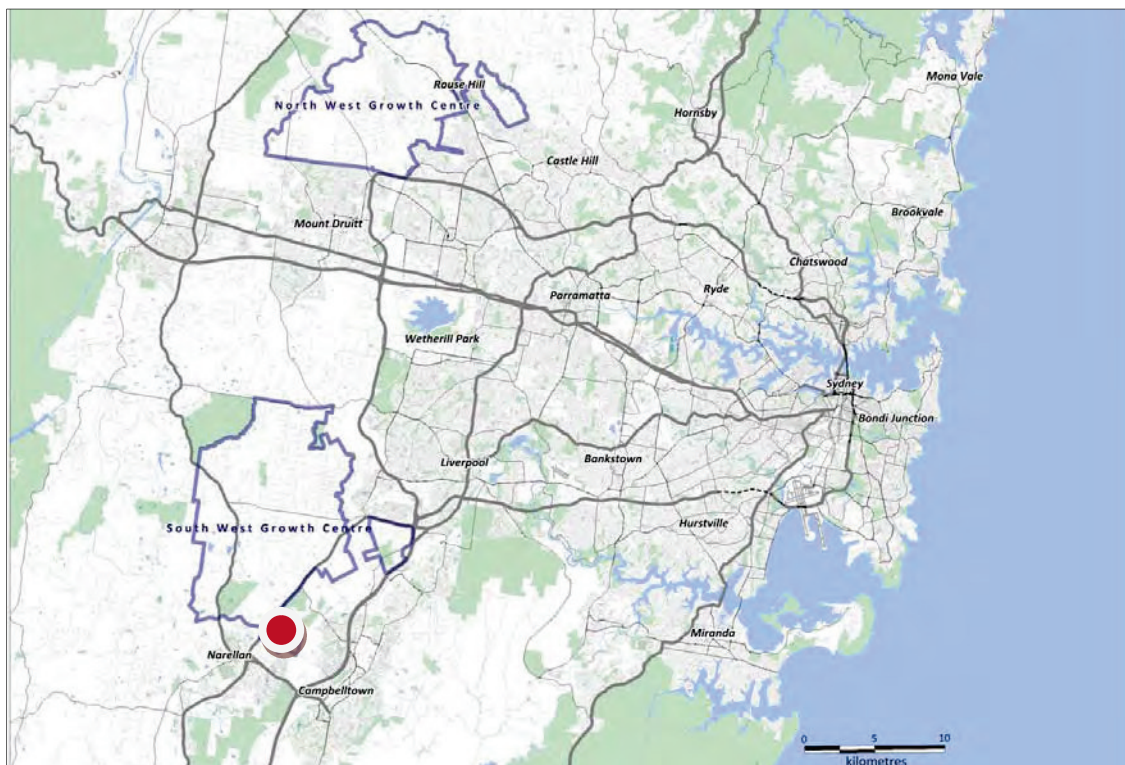 Mona Vale
Rouse Hill
North West Growth Centre
Hornsby
Castle Hill
Brookvale
Mount Druitt
Chatswood
Ryde
Parramatta
Wetherill Park
Sydney
Bondi Junction
Liverpool
Bankstown
South West Growth Centre
Hurstville
Miranda
Narellan
Campbelltown
0 5 10
kilometres